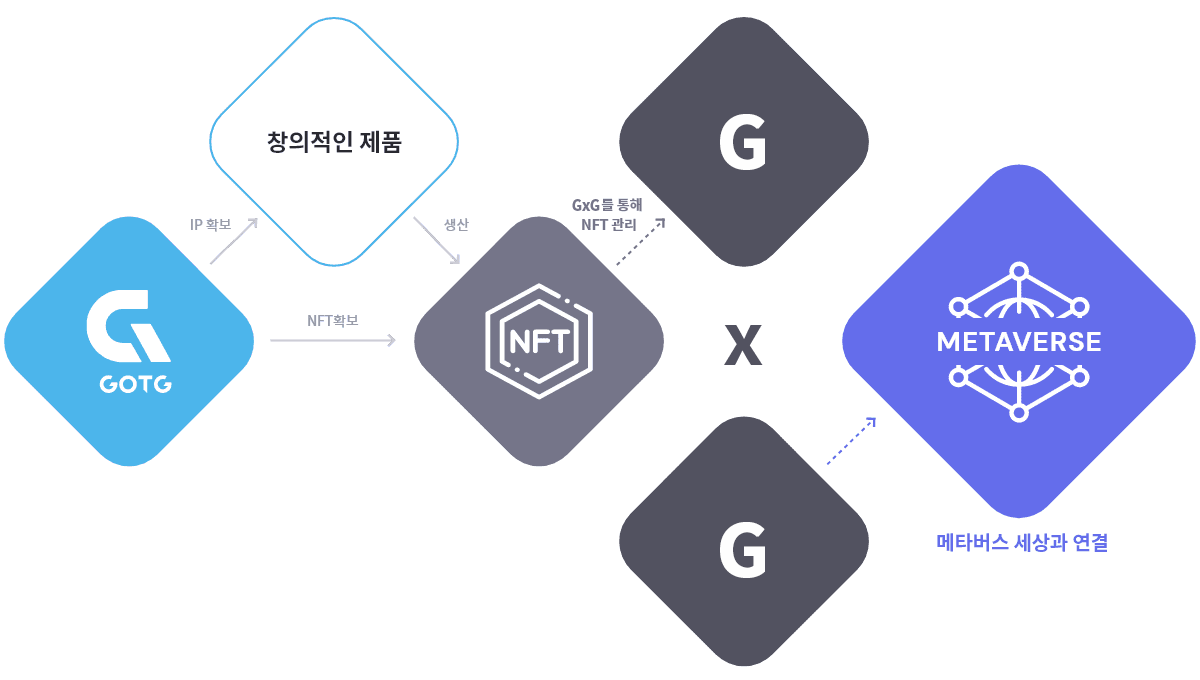 창의적인 제품
G
IP 확보
생산
GxG를 통해
NFT 관리
GOTG
NFT확보
NFT
X
METAVERSE
G
메타버스 세상과 연결